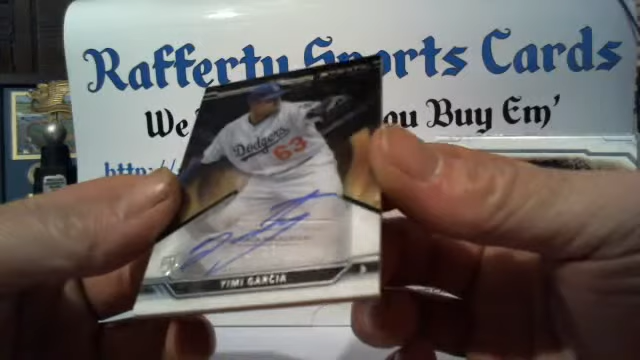 Rafferty Sports Cards
We ou Buy Em'
http://
Dodgers
63
YIMI GARCIA